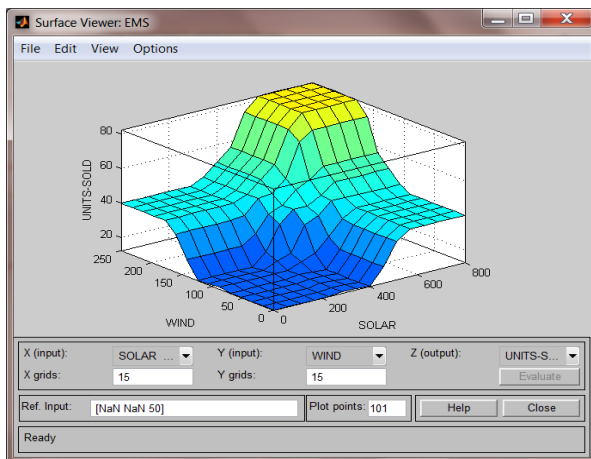 Surface Viewer: EMS
File Edit View Options
80
60
40
20
UNITS-SOLD
250
200
150
100
50
0
WIND
0
200
400
600
800
SOLAR
X (input): SOLAR ... Y (input): WIND Z (output): UNITS-S...
X grids: 15 Y grids: 15 Evaluate
Ref. Input: [NaN NaN 50] Plot points: 101 Help Close
Ready